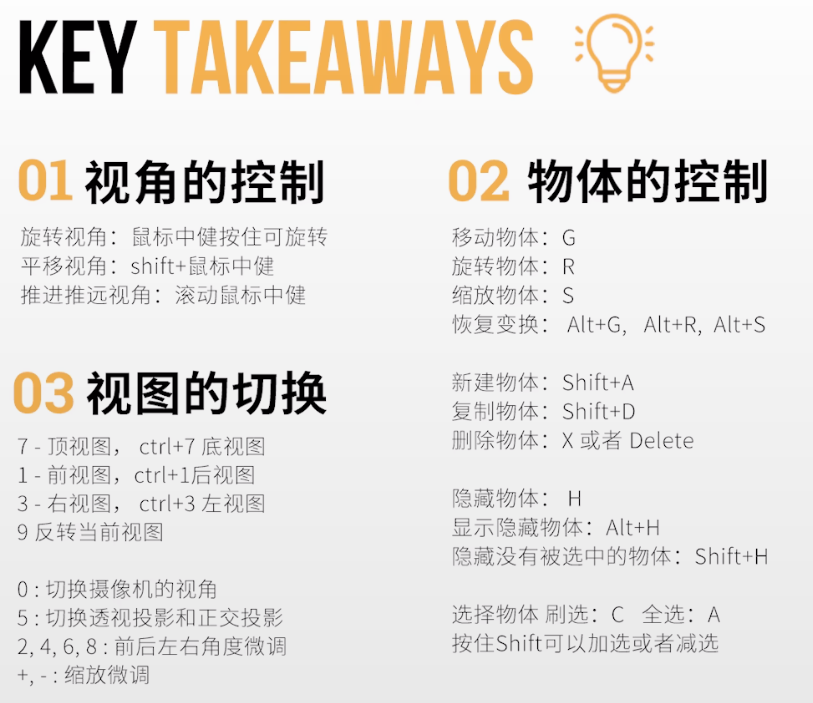 KEY TAKEAWAYS
01 视角的控制
旋转视角：鼠标中健按住可旋转
平移视角：shift+鼠标中健
推进推远视角：滚动鼠标中健
02 物体的控制
移动物体：G
旋转物体：R
缩放物体：S
恢复变换： Alt+G, Alt+R, Alt+S
新建物体：Shift+A
复制物体：Shift+D
删除物体：X 或者 Delete
隐藏物体： H
显示隐藏物体：Alt+H
隐藏没有被选中的物体：Shift+H
选择物体 刷选：C 全选：A
按住Shift可以加选或者减选
03 视图的切换
7 - 顶视图， ctrl+7 底视图
1 - 前视图，ctrl+1后视图
3 - 右视图， ctrl+3 左视图
9 反转当前视图
0 : 切换摄像机的视角
5 : 切换透视投影和正交投影
2, 4, 6, 8 : 前后左右角度微调
+, - : 缩放微调